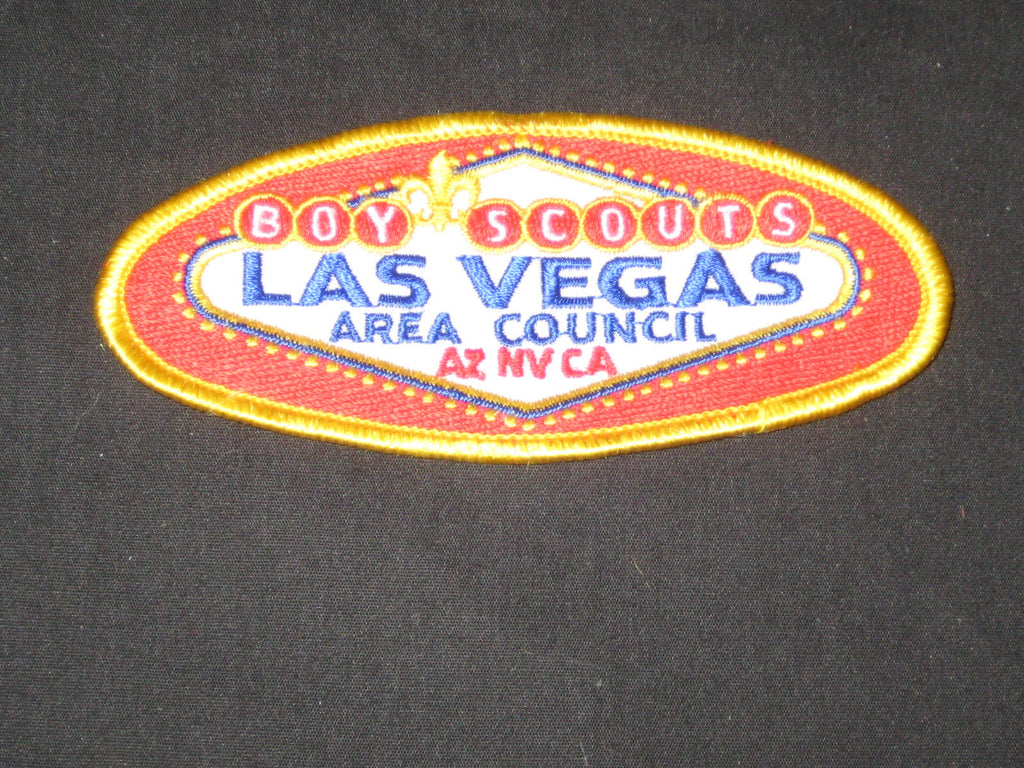 BOY SCOUTS
LAS VEGAS
AREA COUNCIL
AZ NV CA